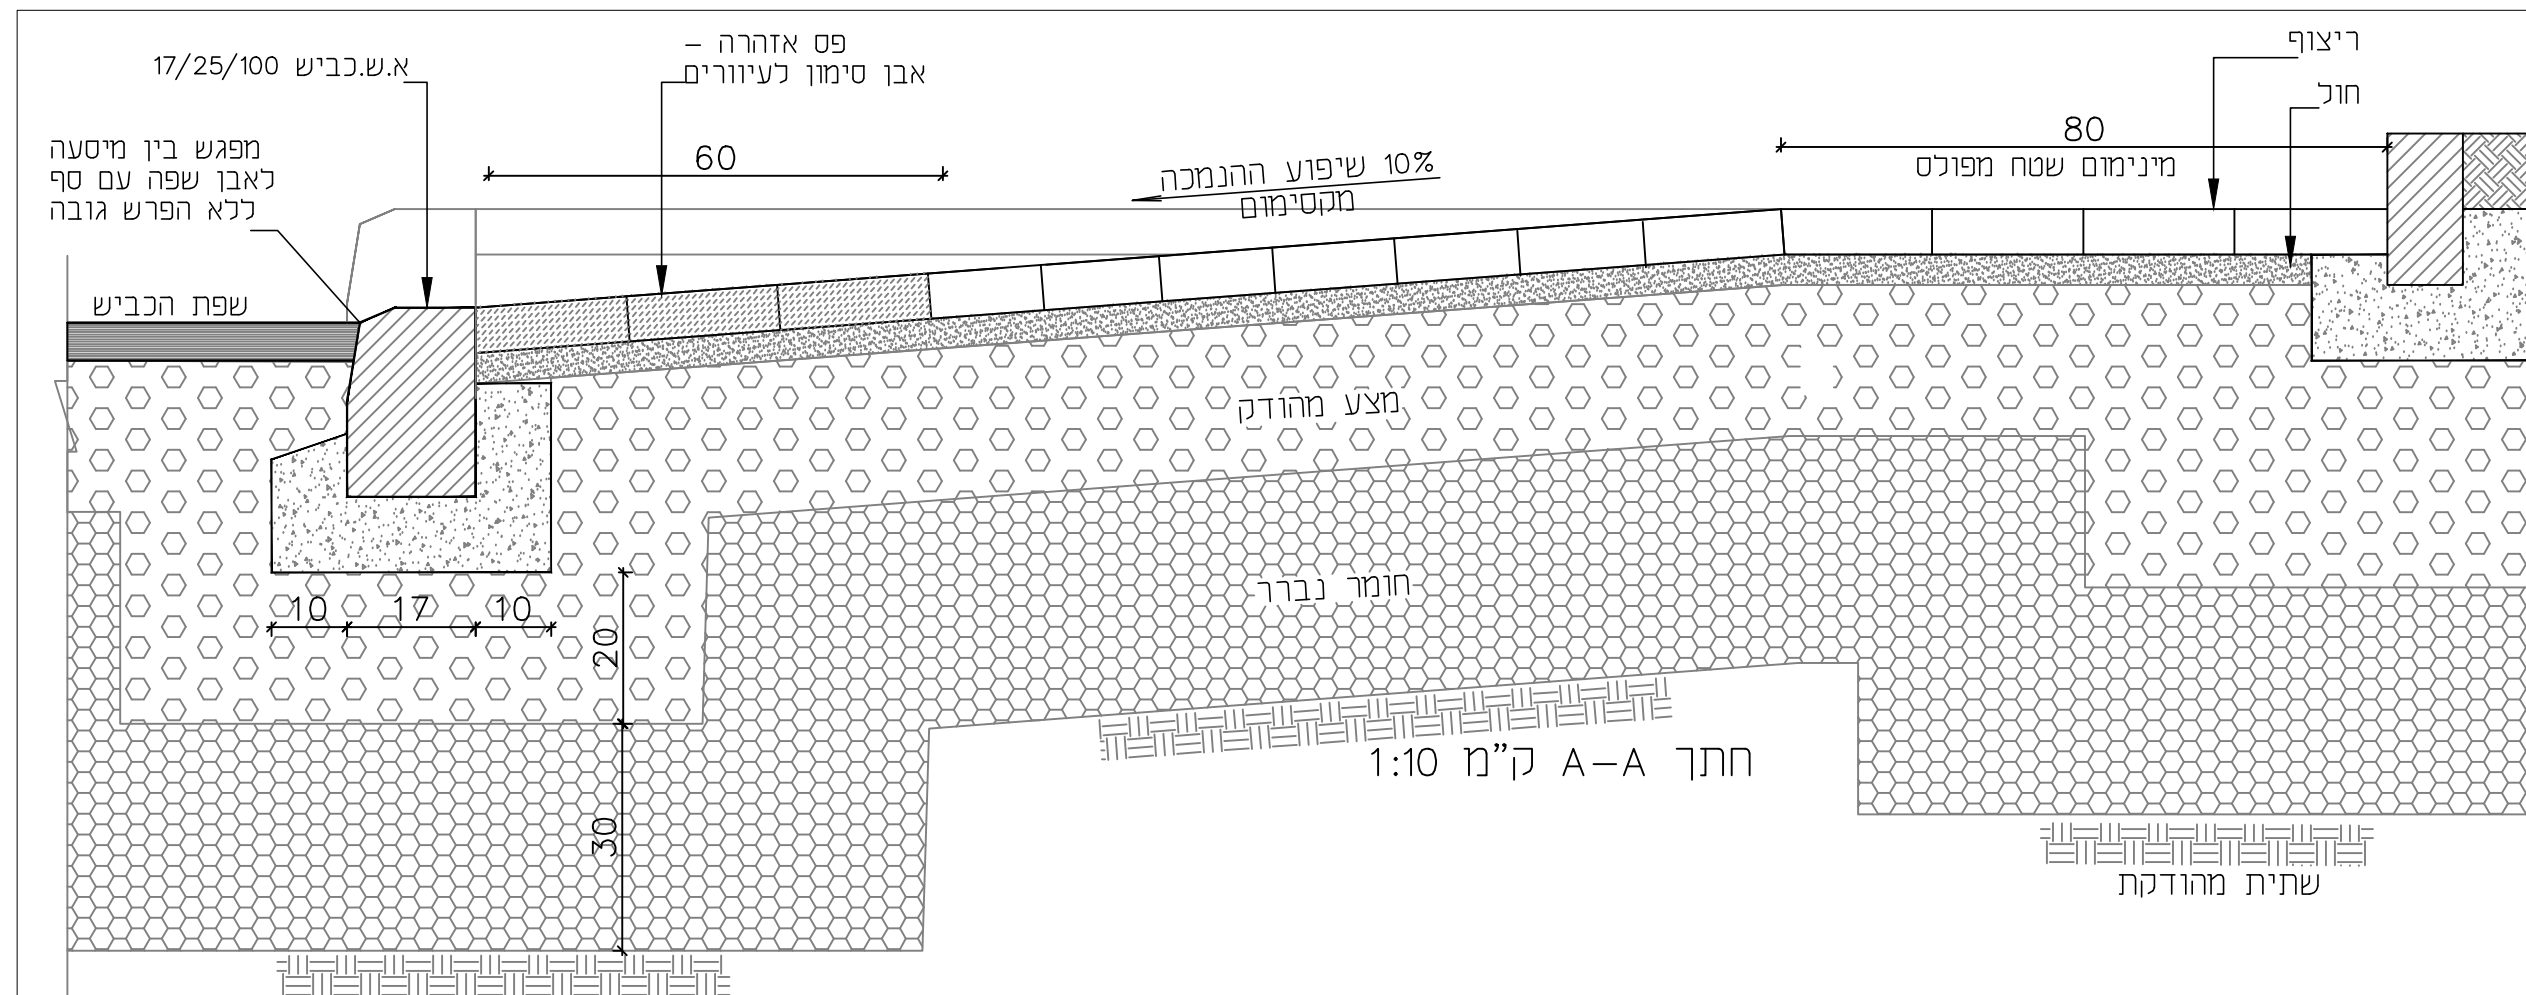 פס אזהרה -
אבן סימון לעיוורים
א.ש.כביש 17/25/100
ריצוף
חול
מפגש בין מיסעה
לאבן שפה עם סף
ללא הפרש גובה
60
10% שיפוע ההנמכה
מקסימום
80
מינימום שטח מפולס
שפת הכביש
מצע מהודק
חומר נברר
10
17
10
20
30
חתך A-A ק"מ 1:10
שתית מהודקת